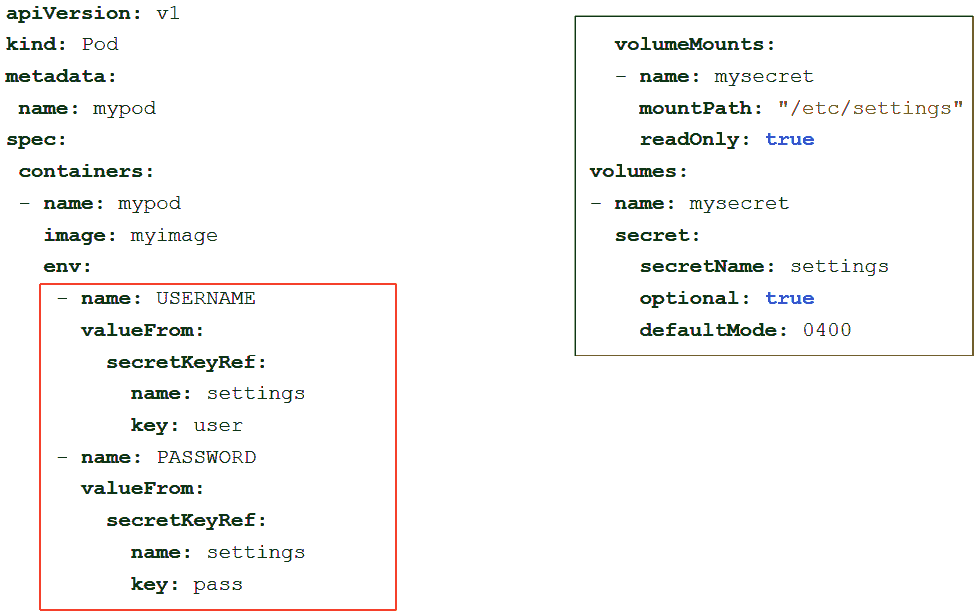 apiVersion: v1
kind: Pod
metadata:
 name: mypod
spec:
 containers:
 - name: mypod
   image: myimage
   env:
    - name: USERNAME
      valueFrom:
        secretKeyRef:
          name: settings
          key: user
    - name: PASSWORD
      valueFrom:
        secretKeyRef:
          name: settings
          key: pass
   volumeMounts:
   - name: mysecret
     mountPath: "/etc/settings"
     readOnly: true
 volumes:
 - name: mysecret
   secret:
     secretName: settings
     optional: true
     defaultMode: 0400